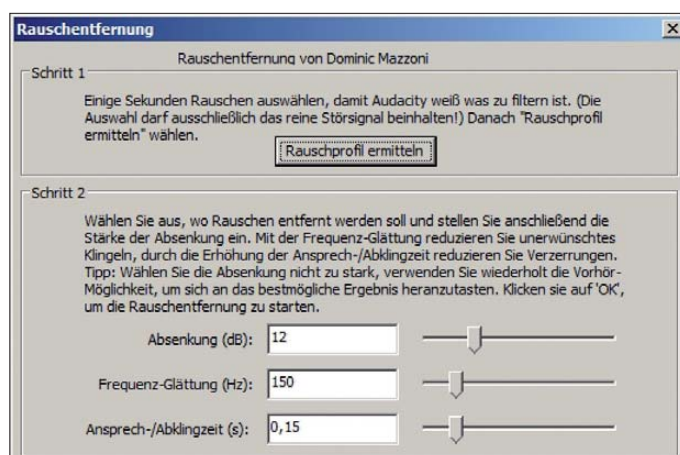 Rauschentfernung
Rauschentfernung von Dominic Mazzoni
Schritt 1
Einige Sekunden Rauschen auswählen, damit Audacity weiß was zu filtern ist. (Die
Auswahl darf ausschließlich das reine Störsignal beinhalten!) Danach "Rauschprofil
ermitteln" wählen.
Rauschprofil ermitteln
Schritt 2
Wählen Sie aus, wo Rauschen entfernt werden soll und stellen Sie anschließend die
Stärke der Absenkung ein. Mit der Frequenz-Glättung reduzieren Sie unerwünschtes
Klingeln, durch die Erhöhung der Ansprech-/Abklingzeit reduzieren Sie Verzerrungen.
Tipp: Wählen Sie die Absenkung nicht zu stark, verwenden Sie wiederholt die Vorhör-
Möglichkeit, um sich an das bestmögliche Ergebnis heranzutasten. Klicken sie auf 'OK',
um die Rauschentfernung zu starten.
Absenkung (dB): 12
Frequenz-Glättung (Hz): 150
Ansprech-/Abklingzeit (s): 0,15